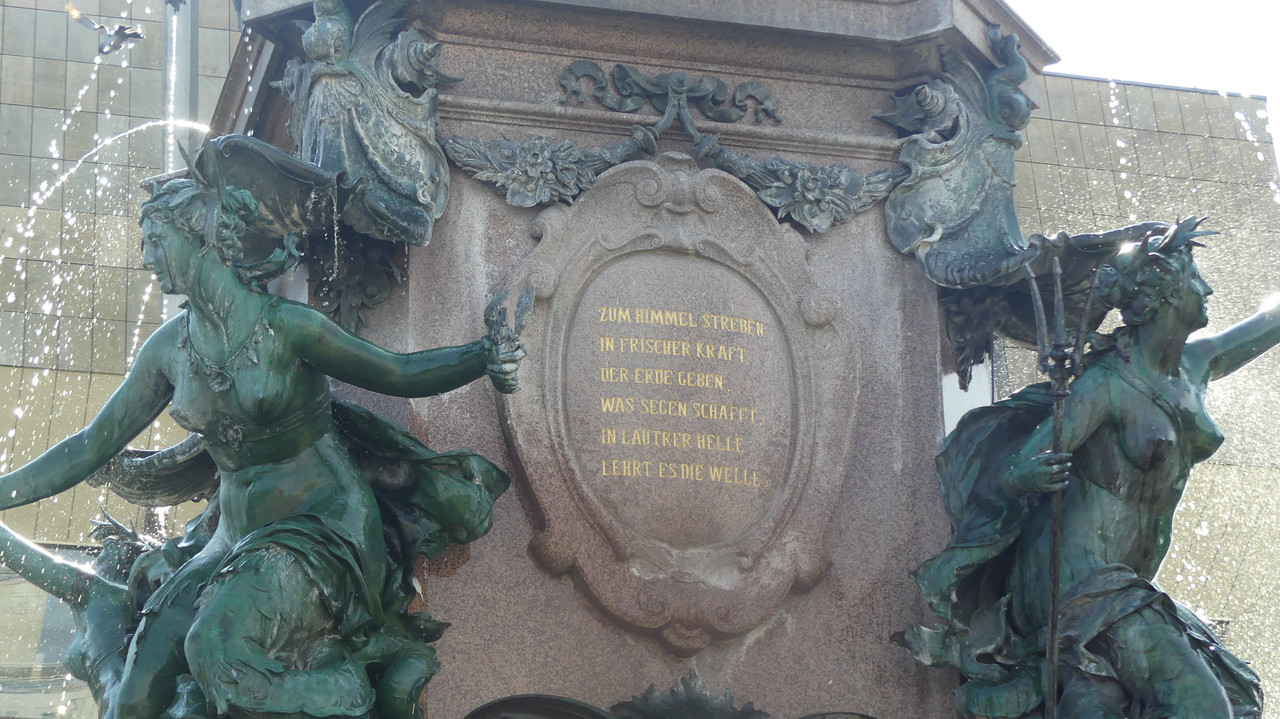 ZUM HIMMEL STREBEN
IN FRISCHER KRAFT,
DER ERDE GEBEN,
WAS SEGEN SCHAFFT,
IN LAUTRER HELLE,
LEHRT ES DIE WELLE.